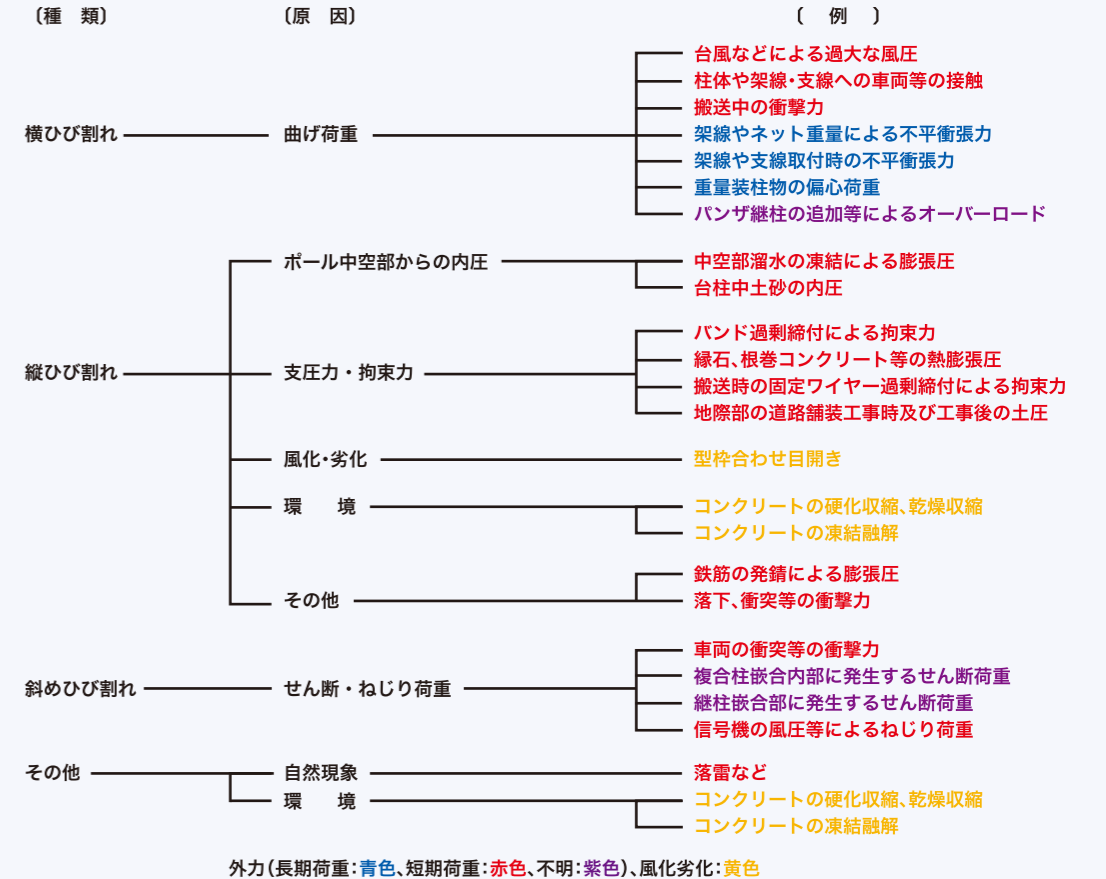 〔種　類〕　〔原　因〕　〔　例　〕
台風などによる過大な風圧
柱体や架線・支線への車両等の接触
搬送中の衝撃力
横ひび割れ　曲げ荷重　架線やネット重量による不平衝張力
架線や支線取付時の不平衝張力
重量装柱物の偏心荷重
パンザ継柱の追加等によるオーバーロード
ポール中空部からの内圧　中空部溜水の凍結による膨張圧
台柱中土砂の内圧
バンド過剰締付による拘束力
縁石、根巻コンクリート等の熱膨張圧
縦ひび割れ　支圧力・拘束力　搬送時の固定ワイヤー過剰締付による拘束力
地際部の道路舗装工事時及び工事後の土圧
風化・劣化　型枠合わせ目開き
環　境　コンクリートの硬化収縮、乾燥収縮
コンクリートの凍結融解
鉄筋の発錆による膨張圧
その他　落下、衝突等の衝撃力
車両の衝突等の衝撃力
複合柱嵌合内部に発生するせん断荷重
斜めひび割れ　せん断・ねじり荷重　継柱嵌合部に発生するせん断荷重
信号機の風圧等によるねじり荷重
その他　自然現象　落雷など
環　境　コンクリートの硬化収縮、乾燥収縮
コンクリートの凍結融解
外力（長期荷重：青色、短期荷重：赤色、不明：紫色）、風化劣化：黄色